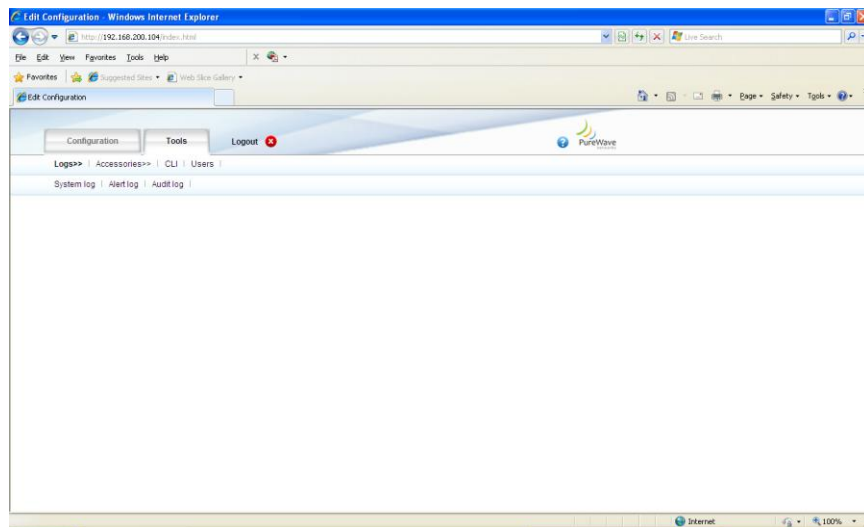 Edit Configuration - Windows Internet Explorer
http://192.168.200.104/index.html
Live Search
File Edit View Favorites Tools Help
Favorites Suggested Sites Web Slice Gallery
Edit Configuration
Page Safety Tools
Configuration Tools Logout
PureWave
Logs>> | Accessories>> | CLI | Users |
System log | Alert log | Audit log |
Internet 100%